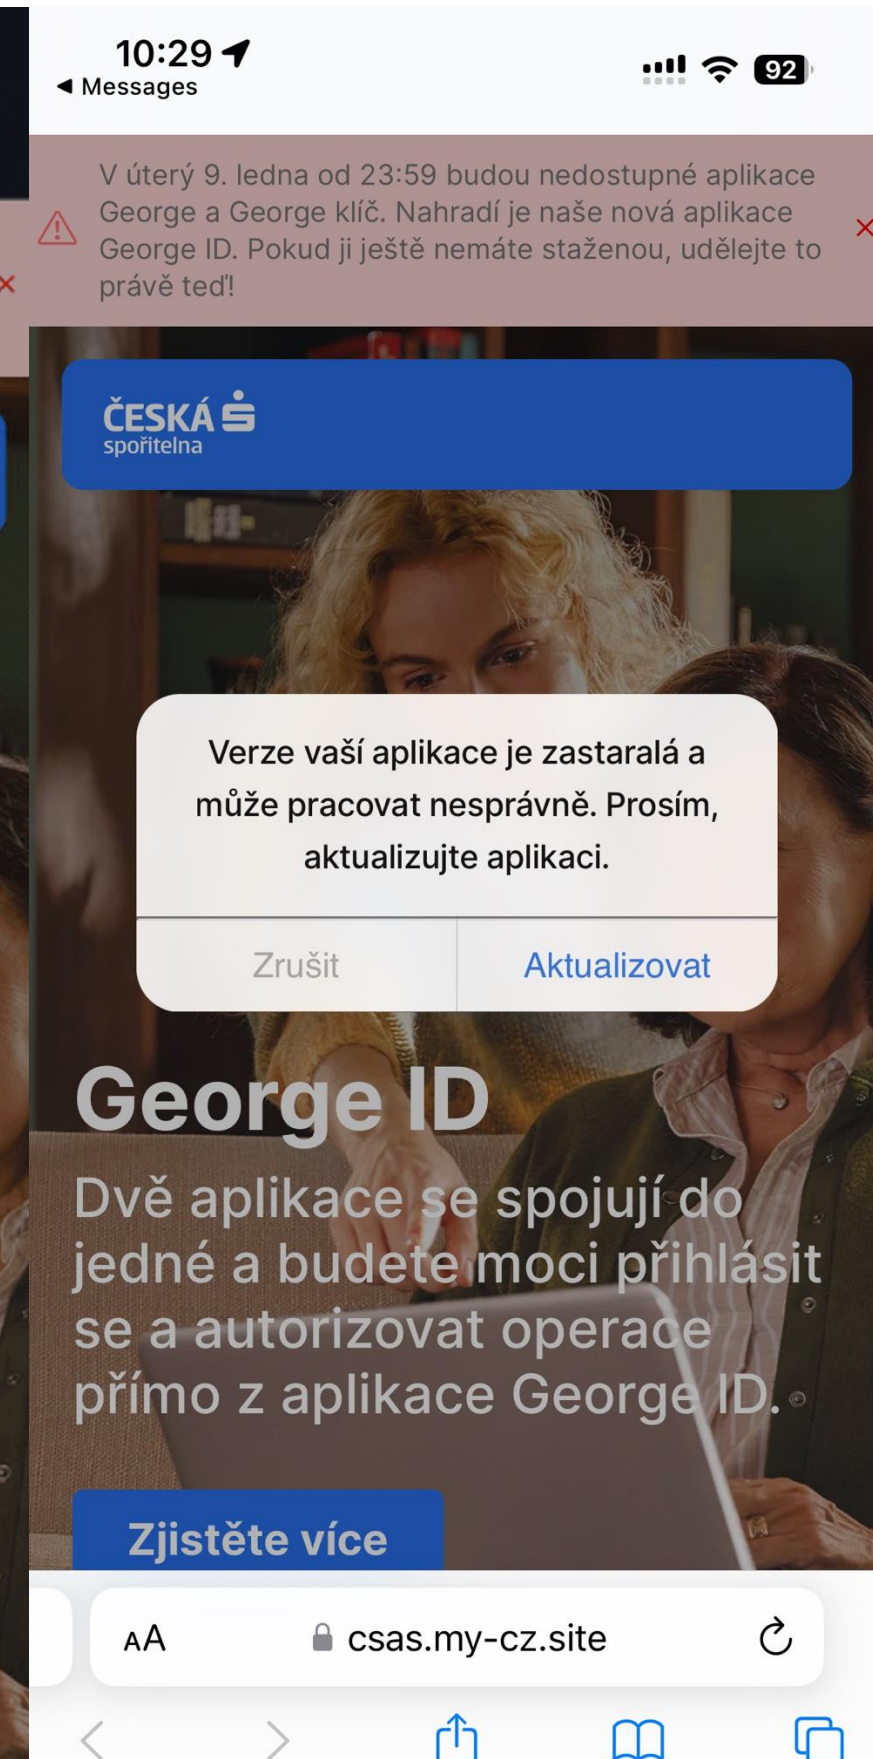 10:29
◀ Messages
92
V úterý 9. ledna od 23:59 budou nedostupné aplikace
George a George klíč. Nahradí je naše nová aplikace
George ID. Pokud ji ještě nemáte staženou, udělejte to
právě teď!
ČESKÁ
spořitelna
Verze vaší aplikace je zastaralá a
může pracovat nesprávně. Prosím,
aktualizujte aplikaci.
Zrušit
Aktualizovat
George ID
Dvě aplikace se spojují do
jedné a budete moci přihlásit
se a autorizovat operace
přímo z aplikace George ID.
Zjistěte více
AA
csas.my-cz.site